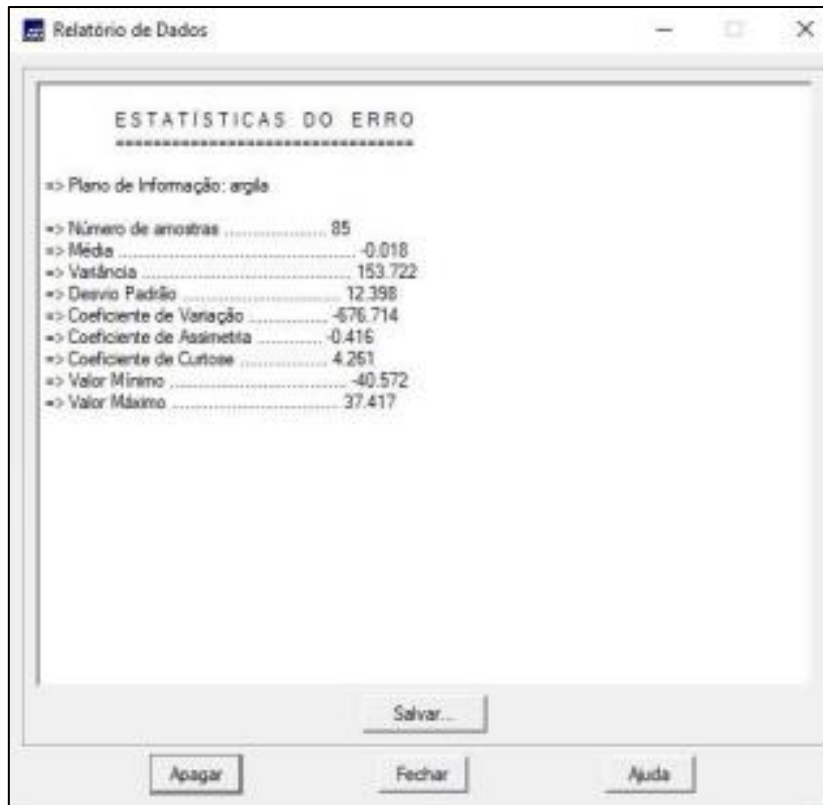 Relatório de Dados
ESTATÍSTICAS DO ERRO
================================
=> Plano de Informação: argila
=> Número de amostras .................. 85
=> Média .......................................... -0.018
=> Variância ..................................... 153.722
=> Desvio Padrão ............................ 12.398
=> Coeficiente de Variação .............. -676.714
=> Coeficiente de Assimetria ........... -0.416
=> Coeficiente de Curtose ................ 4.261
=> Valor Mínimo ................................ -40.572
=> Valor Máximo .............................. 37.417
Salvar...
Apagar Fechar Ajuda